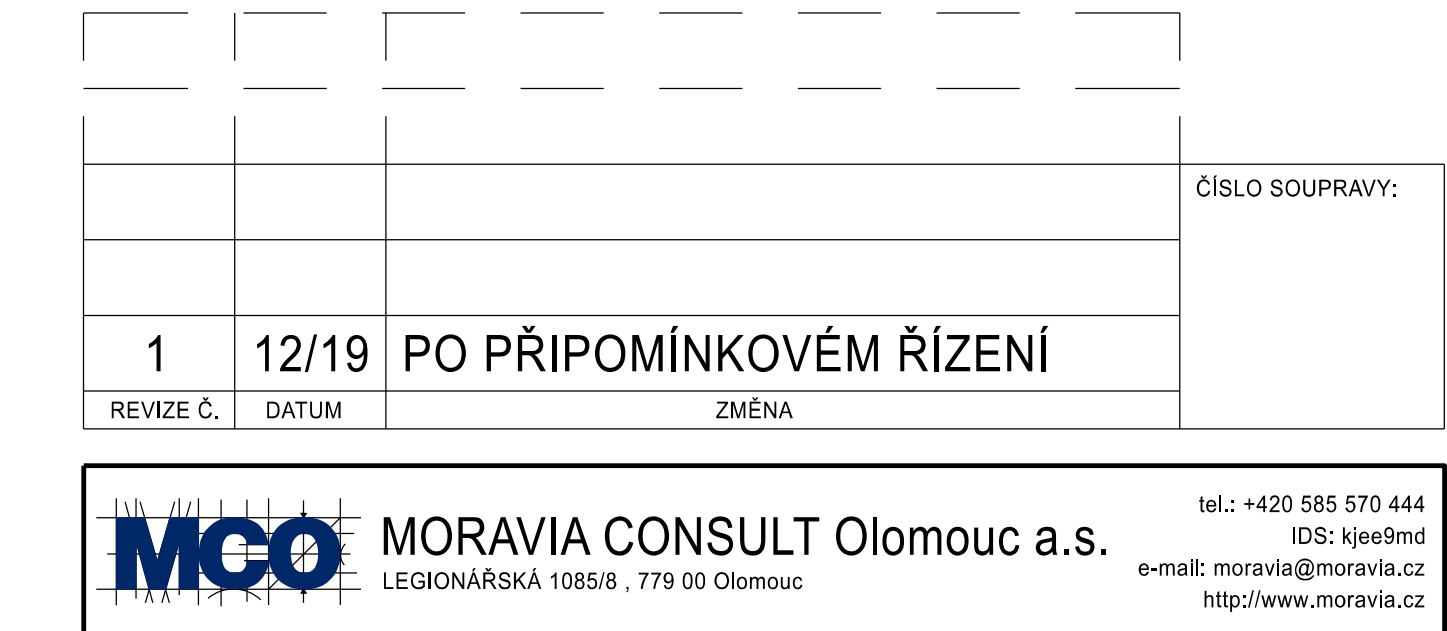 ČÍSLO SOUPRAVY:
1 12/19 PO PŘIPOMÍNKOVÉM ŘÍZENÍ
REVIZE Č. DATUM ZMĚNA
MCO
MORAVIA CONSULT Olomouc a.s.
LEGIONÁŘSKÁ 1085/8 , 779 00 Olomouc
tel.: +420 585 570 444
IDS: kjee9md
e-mail: moravia@moravia.cz
http://www.moravia.cz